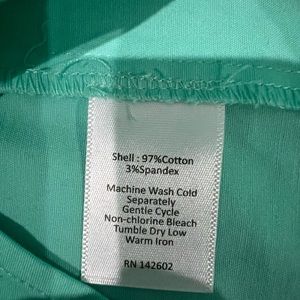 Shell : 97%Cotton
3%Spandex
Machine Wash Cold
Separately
Gentle Cycle
Non-chlorine Bleach
Tumble Dry Low
Warm Iron
RN 142602